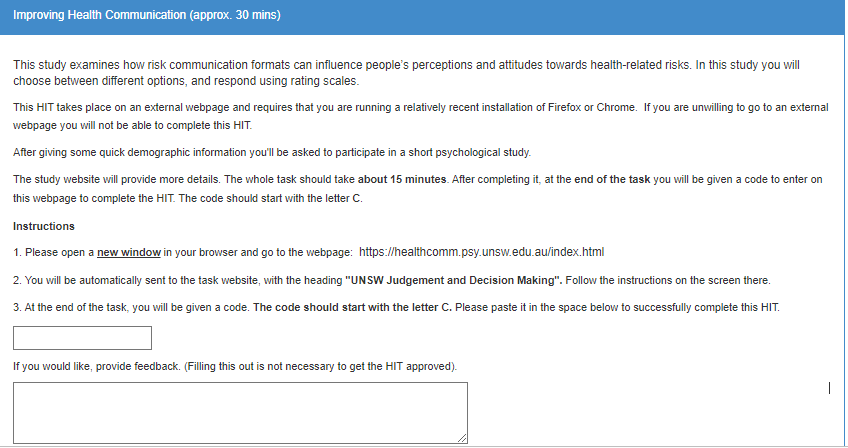 Improving Health Communication (approx. 30 mins)
This study examines how risk communication formats can influence people's perceptions and attitudes towards health-related risks. In this study you will
choose between different options, and respond using rating scales.
This HIT takes place on an external webpage and requires that you are running a relatively recent installation of Firefox or Chrome.  If you are unwilling to go to an external
webpage you will not be able to complete this HIT.
After giving some quick demographic information you'll be asked to participate in a short psychological study.
The study website will provide more details. The whole task should take about 15 minutes. After completing it, at the end of the task you will be given a code to enter on
this webpage to complete the HIT. The code should start with the letter C.
Instructions
1. Please open a new window in your browser and go to the webpage:  https://healthcomm.psy.unsw.edu.au/index.html
2. You will be automatically sent to the task website, with the heading "UNSW Judgement and Decision Making". Follow the instructions on the screen there.
3. At the end of the task, you will be given a code. The code should start with the letter C. Please paste it in the space below to successfully complete this HIT.
If you would like, provide feedback. (Filling this out is not necessary to get the HIT approved).